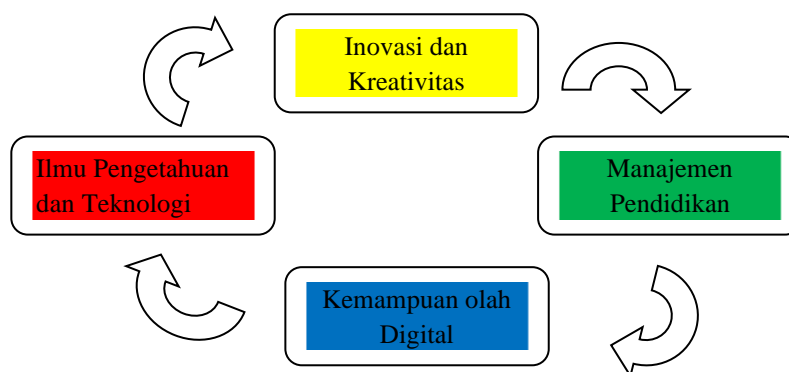 Inovasi dan
Kreativitas
Ilmu Pengetahuan
dan Teknologi
Manajemen
Pendidikan
Kemampuan olah
Digital